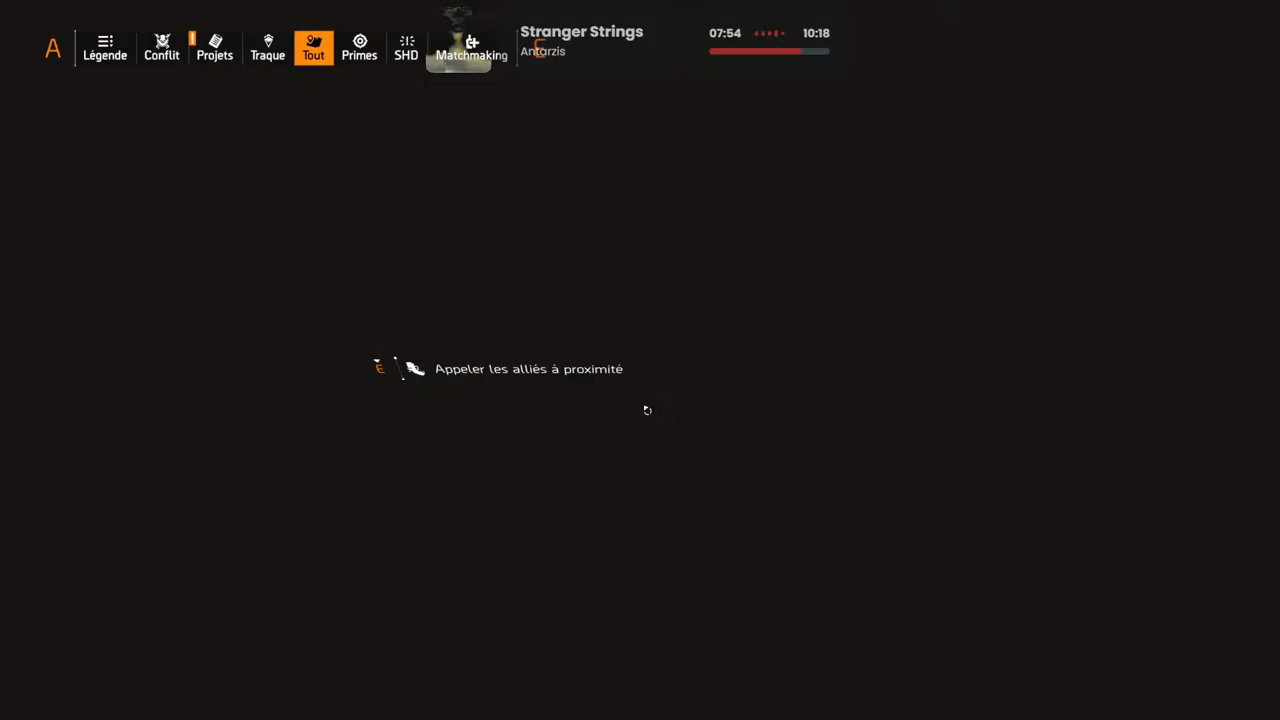 A
Légende
Conflit
!
Projets
Traque
Tout
Primes
SHD
Matchmaking
E
Stranger Strings
Antarzis
07:54
10:18
E
Appeler les alliés à proximité